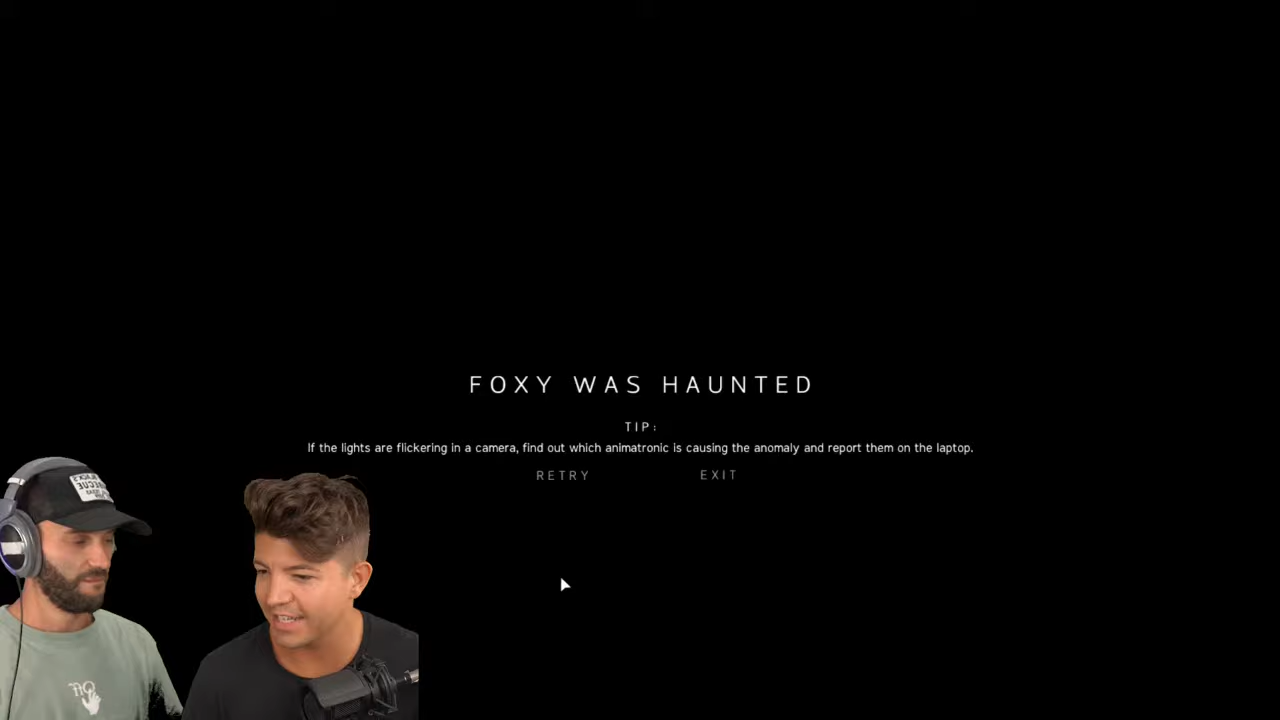 FOXY WAS HAUNTED
TIP:
If the lights are flickering in a camera, find out which animatronic is causing the anomaly and report them on the laptop.
RETRY EXIT